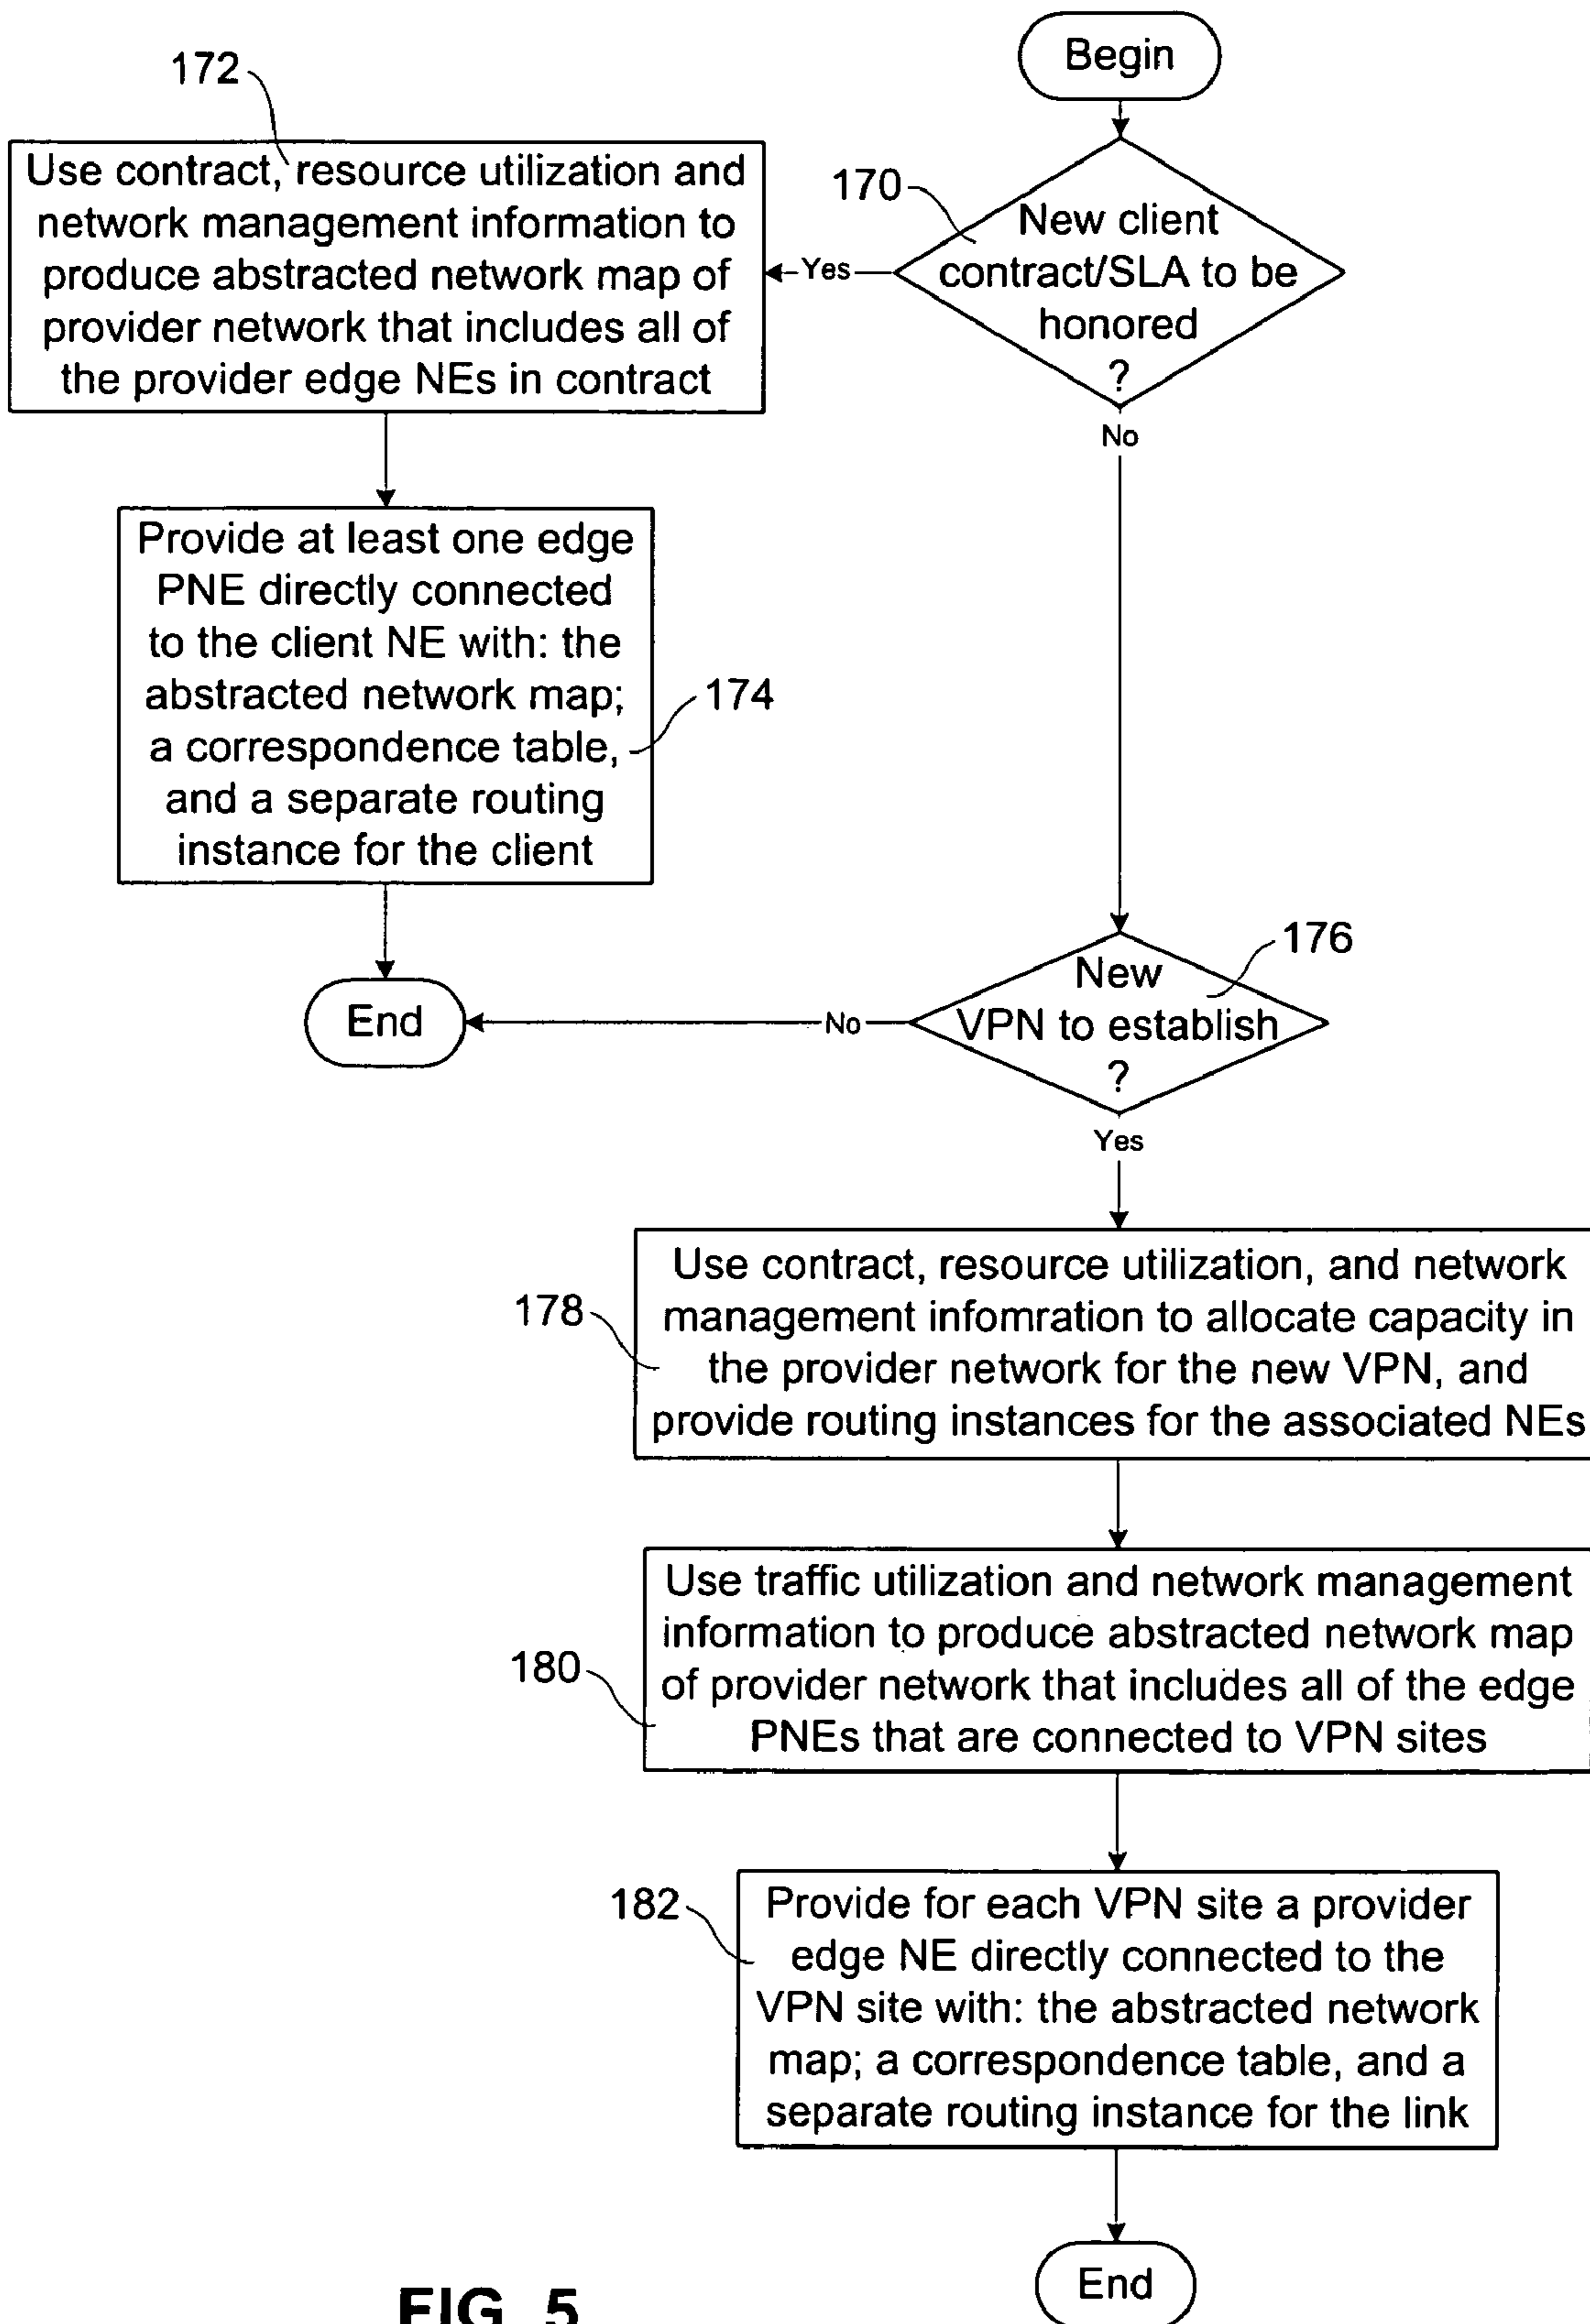 Begin
172
Use contract, resource utilization and
network management information to
produce abstracted network map of
provider network that includes all of
the provider edge NEs in contract
170
New client
contract/SLA to be
honored
?
Yes
No
Provide at least one edge
PNE directly connected
to the client NE with: the
abstracted network map;
a correspondence table,
and a separate routing
instance for the client
174
End
176
New
VPN to establish
?
No
Yes
178
Use contract, resource utilization, and network
management infomration to allocate capacity in
the provider network for the new VPN, and
provide routing instances for the associated NEs
180
Use traffic utilization and network management
information to produce abstracted network map
of provider network that includes all of the edge
PNEs that are connected to VPN sites
182
Provide for each VPN site a provider
edge NE directly connected to the
VPN site with: the abstracted network
map; a correspondence table, and a
separate routing instance for the link
End
FIG. 5